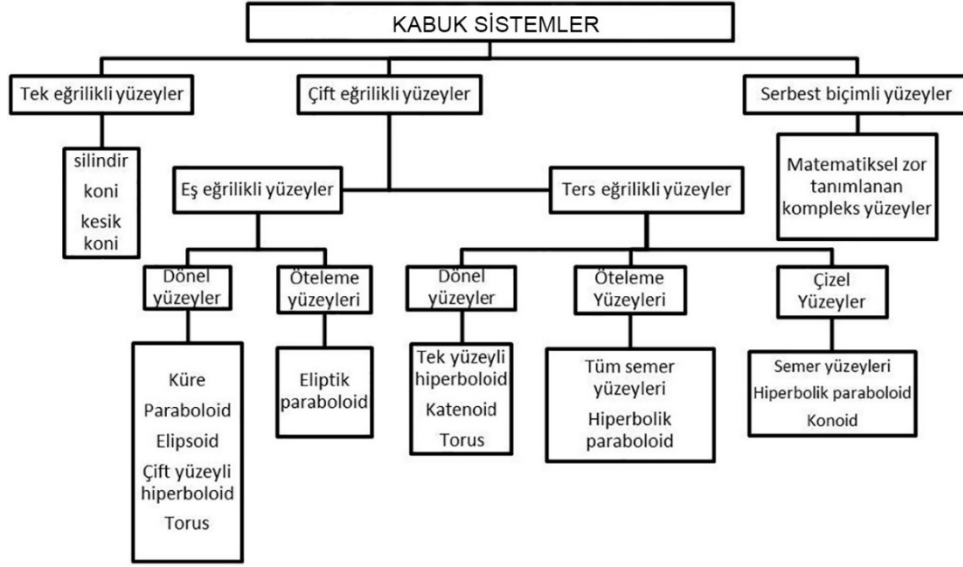 KABUK SİSTEMLER
Tek eğrilikli yüzeyler
Çift eğrilikli yüzeyler
Serbest biçimli yüzeyler
silindir
koni
kesik
koni
Matematiksel zor
tanımlanan
kompleks yüzeyler
Eş eğrilikli yüzeyler
Ters eğrilikli yüzeyler
Dönel
yüzeyler
Öteleme
yüzeyleri
Dönel
yüzeyler
Öteleme
Yüzeyleri
Çizel
Yüzeyler
Küre
Paraboloid
Elipsoid
Çift yüzeyli
hiperboloid
Torus
Eliptik
paraboloid
Tek yüzeyli
hiperboloid
Katenoid
Torus
Tüm semer
yüzeyleri
Hiperbolik
paraboloid
Semer yüzeyleri
Hiperbolik paraboloid
Konoid